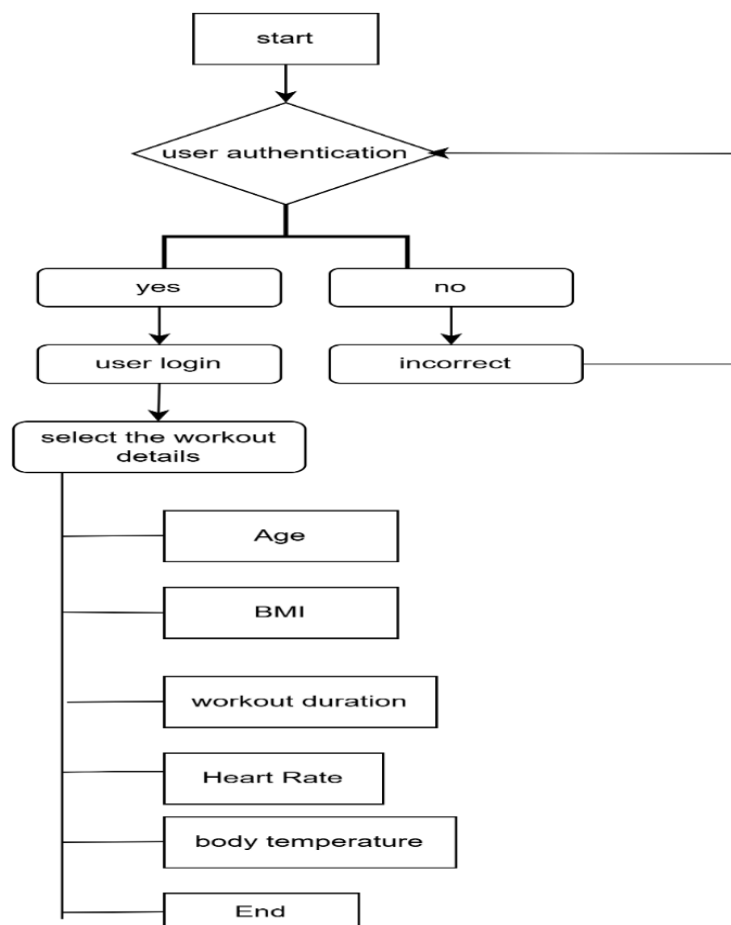 start
user authentication
yes
no
user login
incorrect
select the workout
details
Age
BMI
workout duration
Heart Rate
body temperature
End